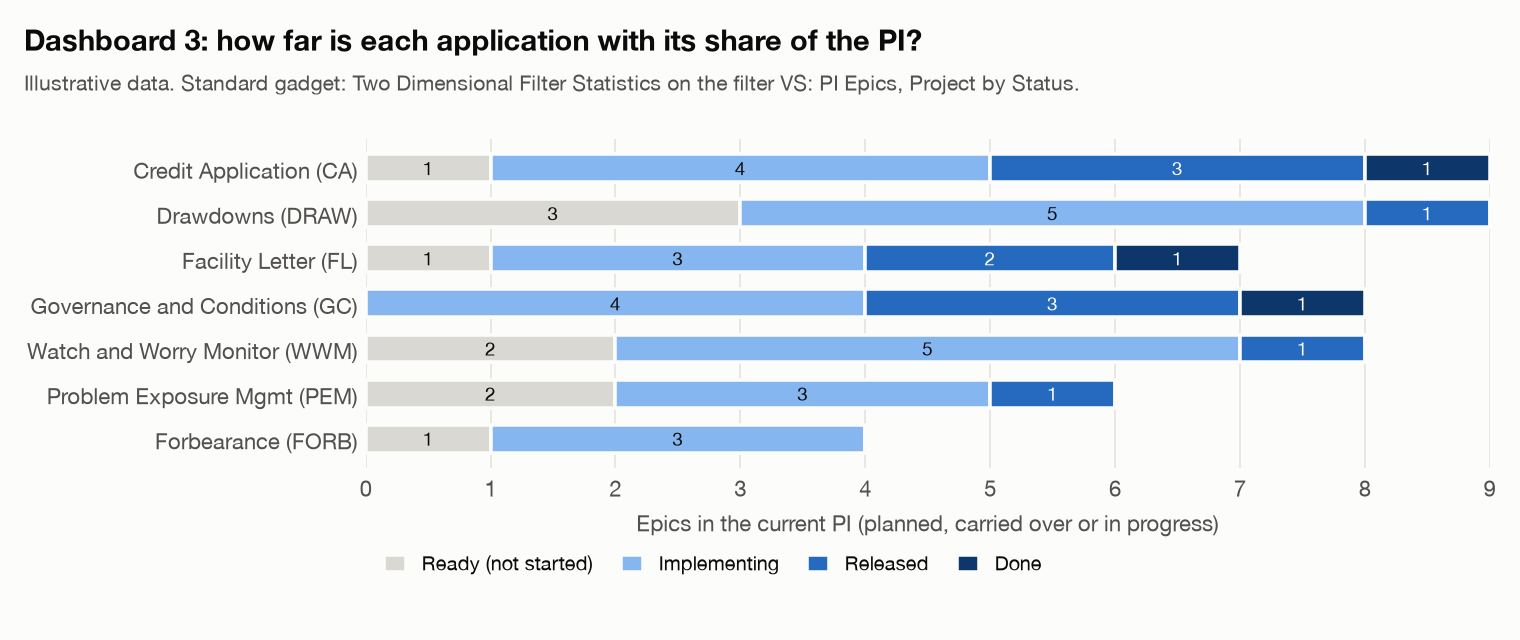 Dashboard 3: how far is each application with its share of the PI?
Illustrative data. Standard gadget: Two Dimensional Filter Statistics on the filter VS: PI Epics, Project by Status.
Credit Application (CA) 1 4 3 1
Drawdowns (DRAW) 3 5 1
Facility Letter (FL) 1 3 2 1
Governance and Conditions (GC) 4 3 1
Watch and Worry Monitor (WWM) 2 5 1
Problem Exposure Mgmt (PEM) 2 3 1
Forbearance (FORB) 1 3
0 1 2 3 4 5 6 7 8 9
Epics in the current PI (planned, carried over or in progress)
Ready (not started) Implementing Released Done